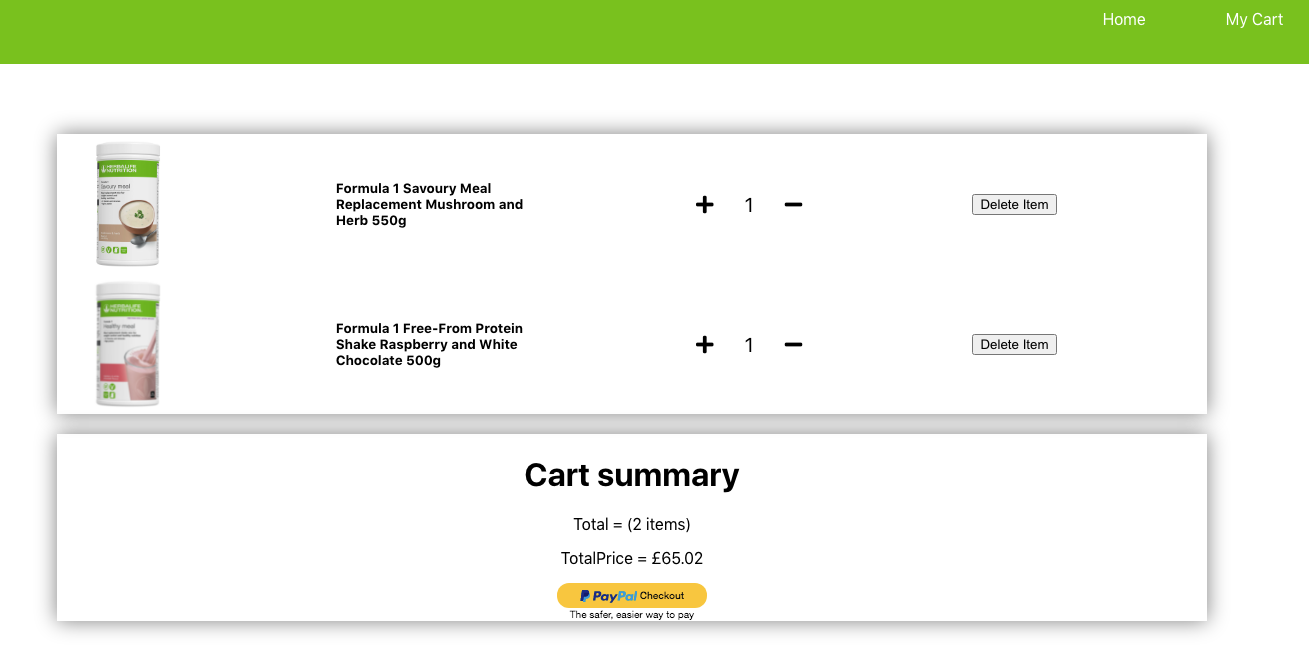 Home
My Cart
HERBALIFE
NUTRITION
Savoury meal
Formula 1 Savoury Meal
Replacement Mushroom and
Herb 550g
1
Delete Item
HERBALIFE
NUTRITION
healthy meal
Formula 1 Free-From Protein
Shake Raspberry and White
Chocolate 500g
1
Delete Item
Cart summary
Total = (2 items)
TotalPrice = £65.02
PayPal Checkout
The safer, easier way to pay